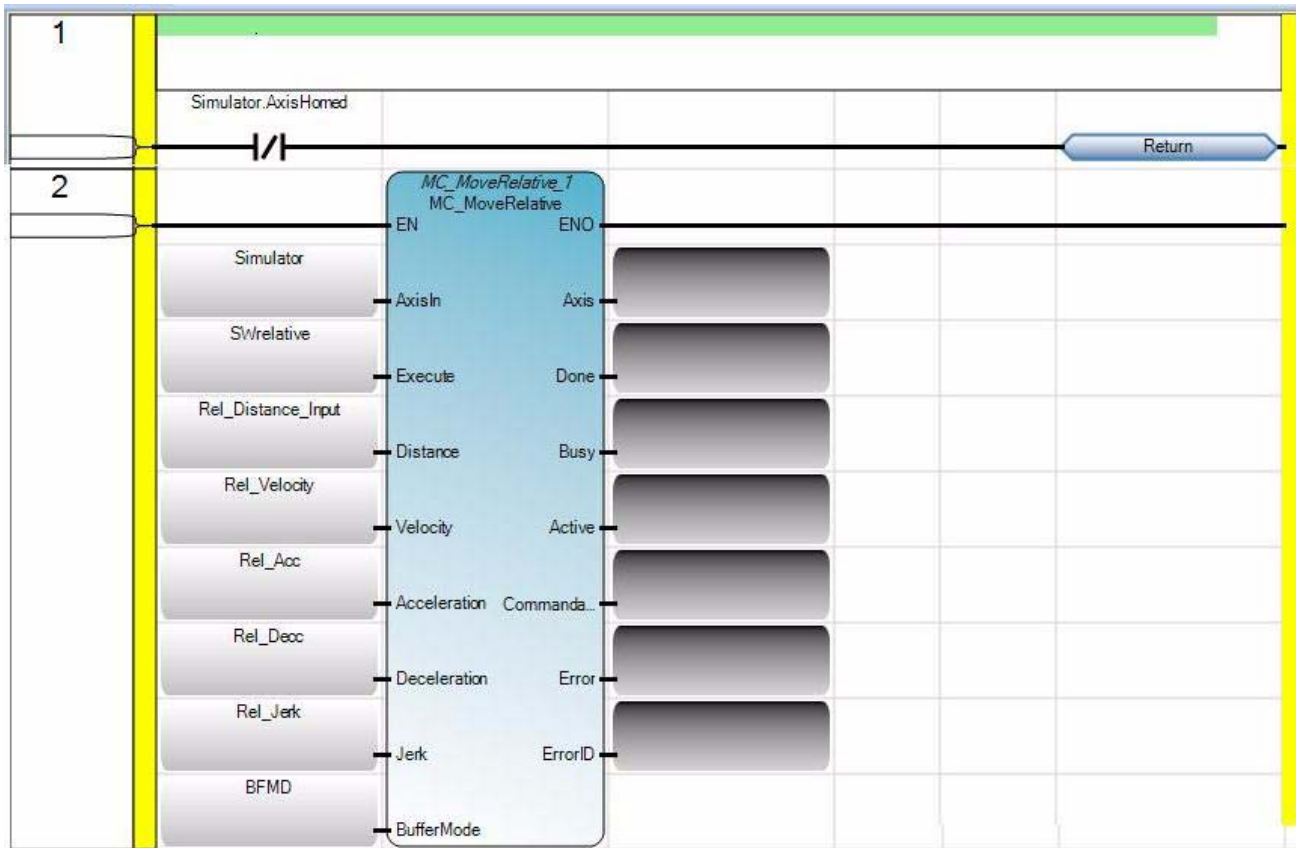 1
Simulator.AxisHomed
Return
2
MC_MoveRelative_1
MC_MoveRelative
EN ENO
Simulator
AxisIn Axis
SWrelative
Execute Done
Rel_Distance_Input
Distance Busy
Rel_Velocity
Velocity Active
Rel_Acc
Acceleration Commanda...
Rel_Decc
Deceleration Error
Rel_Jerk
Jerk ErrorID
BFMD
BufferMode